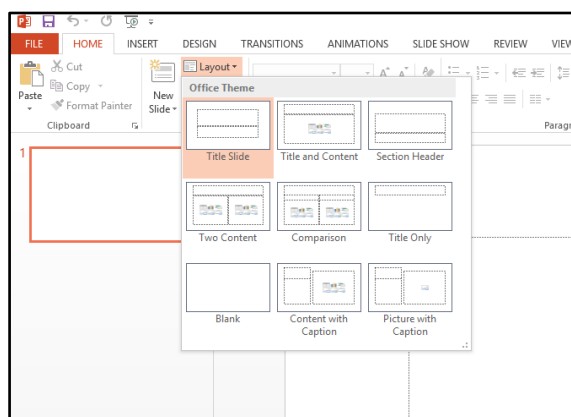 FILE HOME INSERT DESIGN TRANSITIONS ANIMATIONS SLIDE SHOW REVIEW VIEW
Cut
Copy
Format Painter
Paste
New
Slide
Layout
Clipboard
Paragr
Office Theme
Title Slide Title and Content Section Header
Two Content Comparison Title Only
Blank Content with Caption Picture with Caption
1